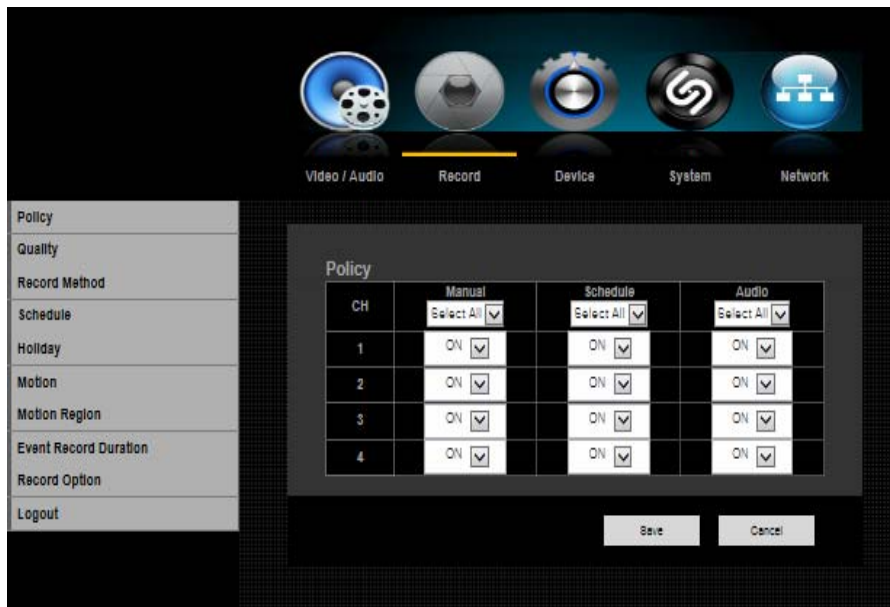 Video / Audio Record Device System Network
Policy
Quality
Record Method
Schedule
Holiday
Motion
Motion Region
Event Record Duration
Record Option
Logout
Policy
CH Manual Schedule Audio
Select All Select All Select All
1 ON ON ON
2 ON ON ON
3 ON ON ON
4 ON ON ON
Save Cancel